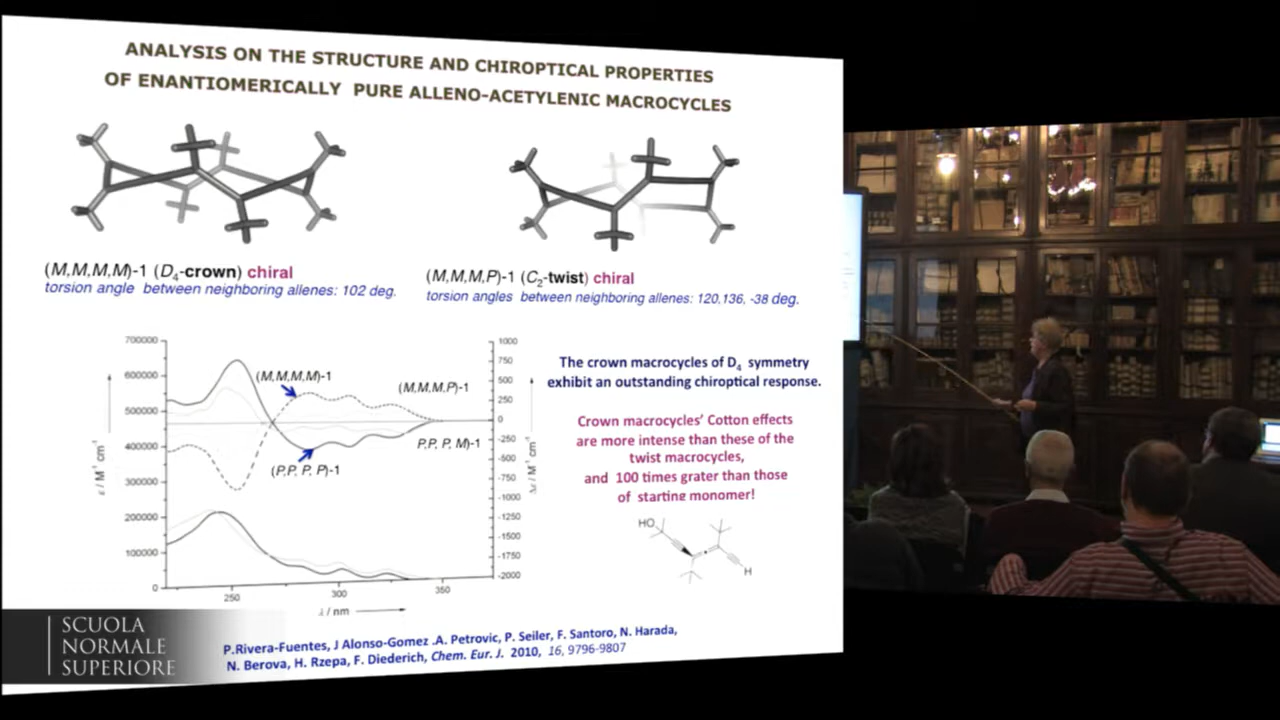 ANALYSIS ON THE STRUCTURE AND CHIROPTICAL PROPERTIES
OF ENANTIOMERICALLY PURE ALLENO-ACETYLENIC MACROCYCLES
(M,M,M,M)-1 (D4-crown) chiral
torsion angle between neighboring allenes: 102 deg.
(M,M,M,P)-1 (C2-twist) chiral
torsion angles between neighboring allenes: 120,136, -38 deg.
700000
600000
500000
400000
300000
200000
100000
0
ε / M-1 cm-1
250
300
350
λ / nm
1000
750
500
250
0
-250
-500
-750
-1000
-1250
-1500
-1750
-2000
Δε / M-1 cm-1
(M,M,M,M)-1
(M,M,M,P)-1
P,P, P, M)-1
(P,P, P, P)-1
The crown macrocycles of D4 symmetry
exhibit an outstanding chiroptical response.
Crown macrocycles' Cotton effects
are more intense than these of the
twist macrocycles,
and 100 times grater than those
of starting monomer!
HO
H
P.Rivera-Fuentes, J Alonso-Gomez .A. Petrovic, P. Seiler, F. Santoro, N. Harada,
N. Berova, H. Rzepa, F. Diederich, Chem. Eur. J. 2010, 16, 9796-9807
SCUOLA
NORMALE
SUPERIORE